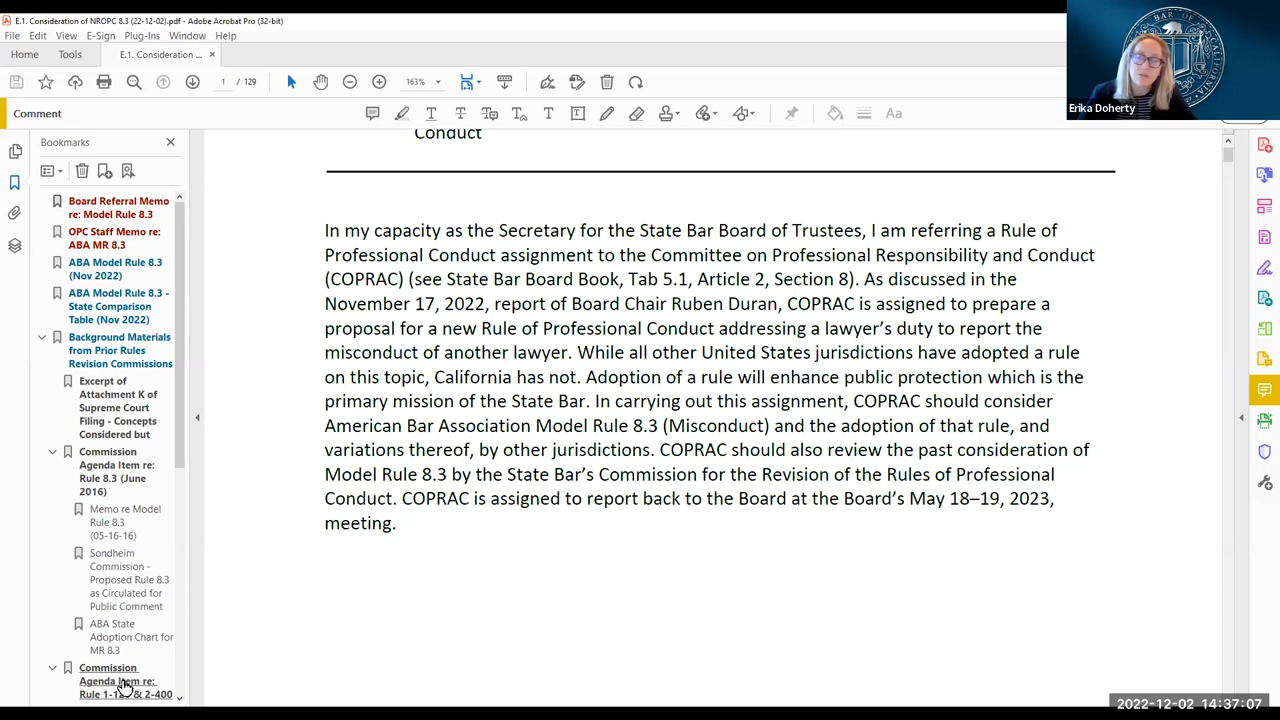 E.1. Consideration of NROPC 8.3 (22-12-02).pdf - Adobe Acrobat Pro (32-bit)
File Edit View E-Sign Plug-Ins Window Help
Home Tools E.1. Consideration ... ×
1 / 129 163%
Comment
Aa
Bookmarks
Board Referral Memo
re: Model Rule 8.3
OPC Staff Memo re:
ABA MR 8.3
ABA Model Rule 8.3
(Nov 2022)
ABA Model Rule 8.3 -
State Comparison
Table (Nov 2022)
Background Materials
from Prior Rules
Revision Commissions
Excerpt of
Attachment K of
Supreme Court
Filing - Concepts
Considered but
Commission
Agenda Item re:
Rule 8.3 (June
2016)
Memo re Model
Rule 8.3
(05-16-16)
Sondheim
Commission -
Proposed Rule 8.3
as Circulated for
Public Comment
ABA State
Adoption Chart for
MR 8.3
Commission
Agenda Item re:
& 2-400
Conduct
In my capacity as the Secretary for the State Bar Board of Trustees, I am referring a Rule of
Professional Conduct assignment to the Committee on Professional Responsibility and Conduct
(COPRAC) (see State Bar Board Book, Tab 5.1, Article 2, Section 8). As discussed in the
November 17, 2022, report of Board Chair Ruben Duran, COPRAC is assigned to prepare a
proposal for a new Rule of Professional Conduct addressing a lawyer's duty to report the
misconduct of another lawyer. While all other United States jurisdictions have adopted a rule
on this topic, California has not. Adoption of a rule will enhance public protection which is the
primary mission of the State Bar. In carrying out this assignment, COPRAC should consider
American Bar Association Model Rule 8.3 (Misconduct) and the adoption of that rule, and
variations thereof, by other jurisdictions. COPRAC should also review the past consideration of
Model Rule 8.3 by the State Bar's Commission for the Revision of the Rules of Professional
Conduct. COPRAC is assigned to report back to the Board at the Board's May 18–19, 2023,
meeting.
Erika Doherty
2022-12-02 14:37:07